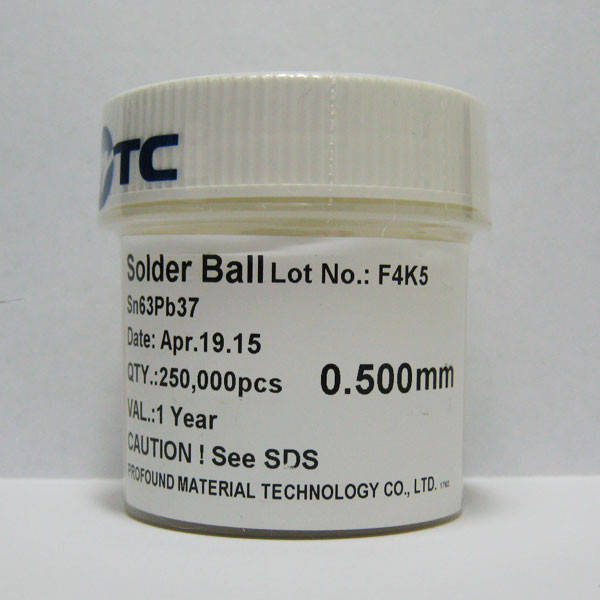 TC
Solder Ball Lot No.: F4K5
Sn63Pb37
Date: Apr.19.15
QTY.:250,000pcs 0.500mm
VAL.:1 Year
CAUTION ! See SDS
PROFOUND MATERIAL TECHNOLOGY CO., LTD.